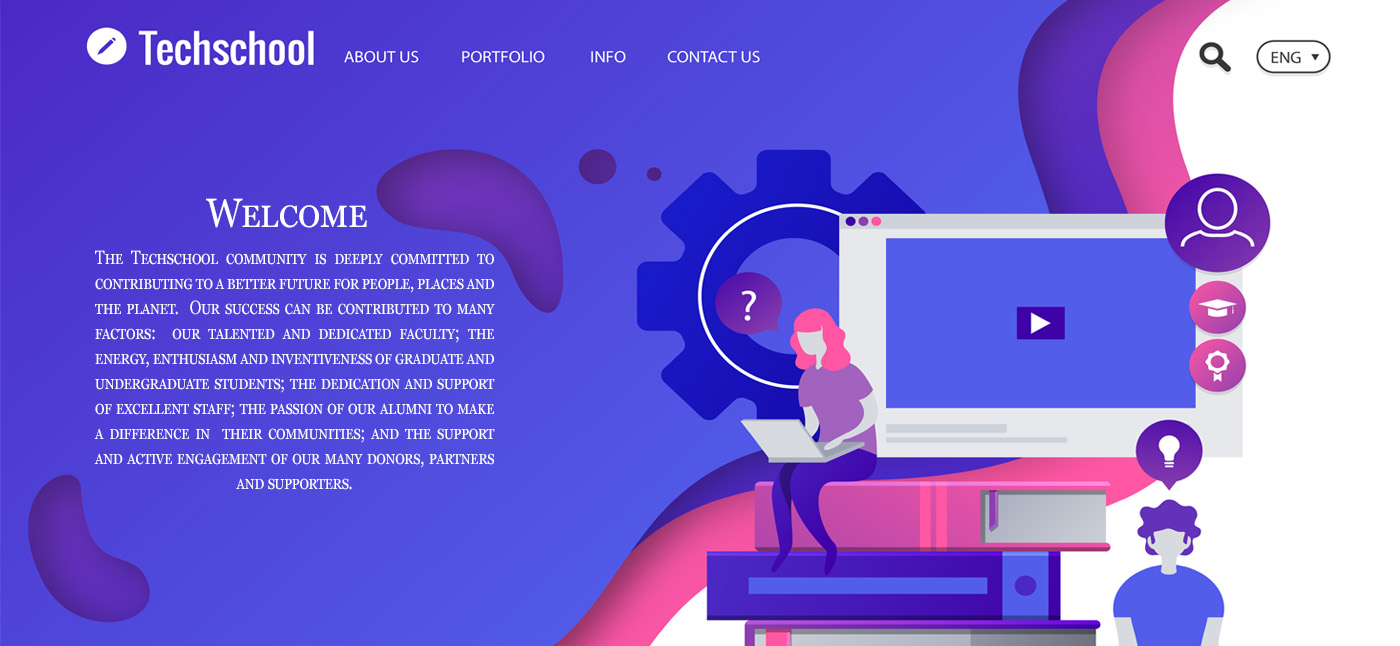 Techschool
ABOUT US
PORTFOLIO
INFO
CONTACT US
ENG
Welcome
The Techschool community is deeply committed to
contributing to a better future for people, places and
the planet. Our success can be contributed to many
factors: our talented and dedicated faculty; the
energy, enthusiasm and inventiveness of graduate and
undergraduate students; the dedication and support
of excellent staff; the passion of our alumni to make
a difference in their communities; and the support
and active engagement of our many donors, partners
and supporters.
?